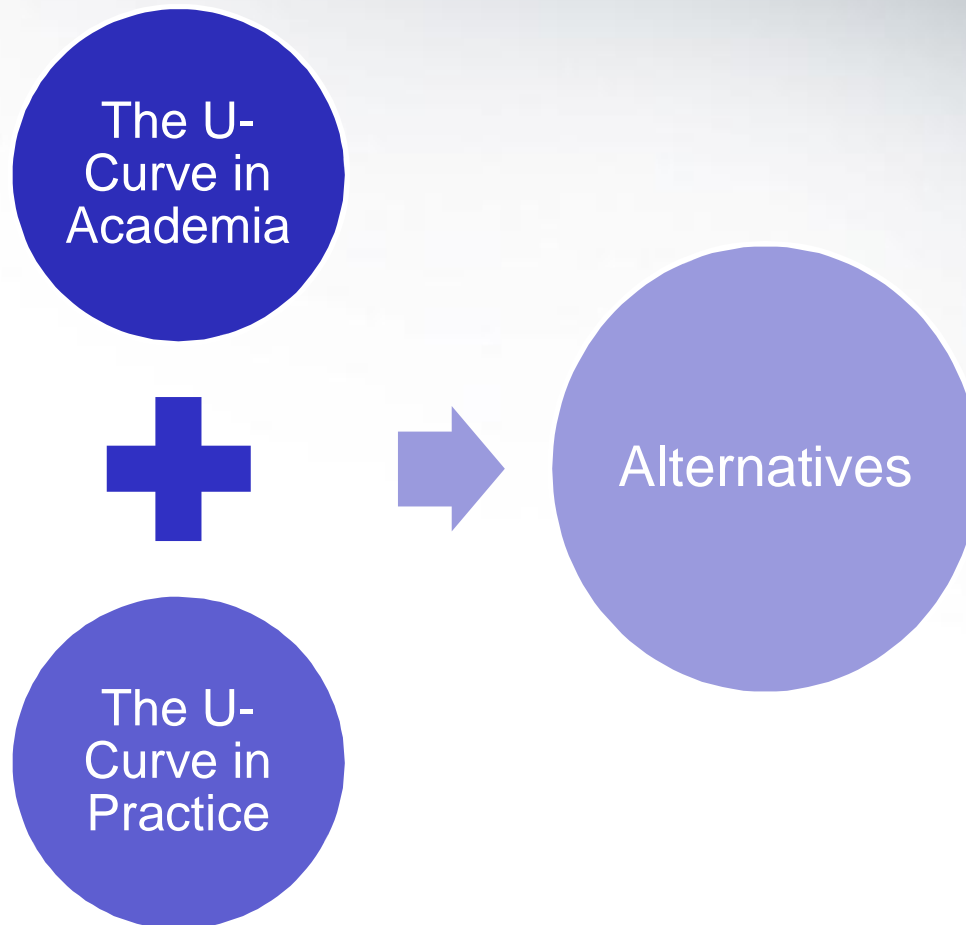 The U-
Curve in
Academia
Alternatives
The U-
Curve in
Practice